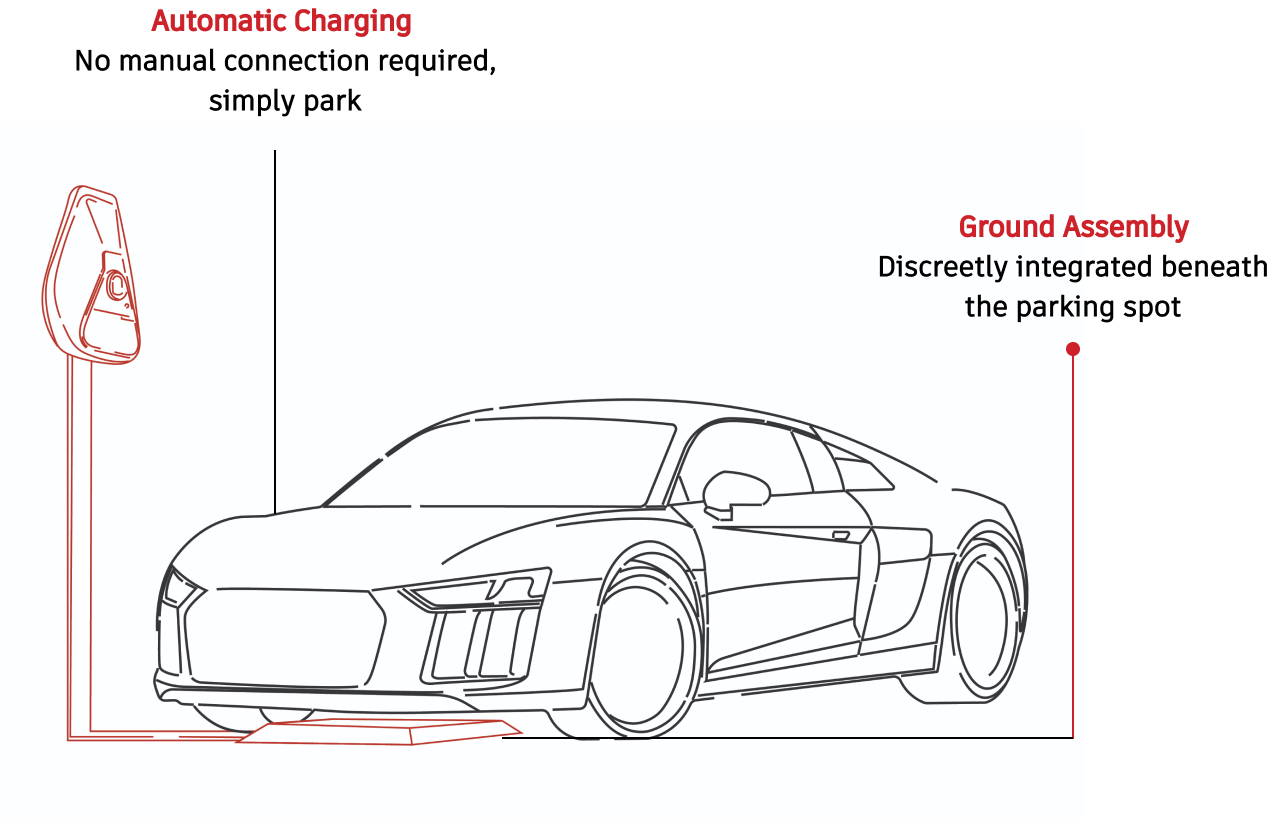 Automatic Charging
No manual connection required,
simply park
Ground Assembly
Discreetly integrated beneath
the parking spot